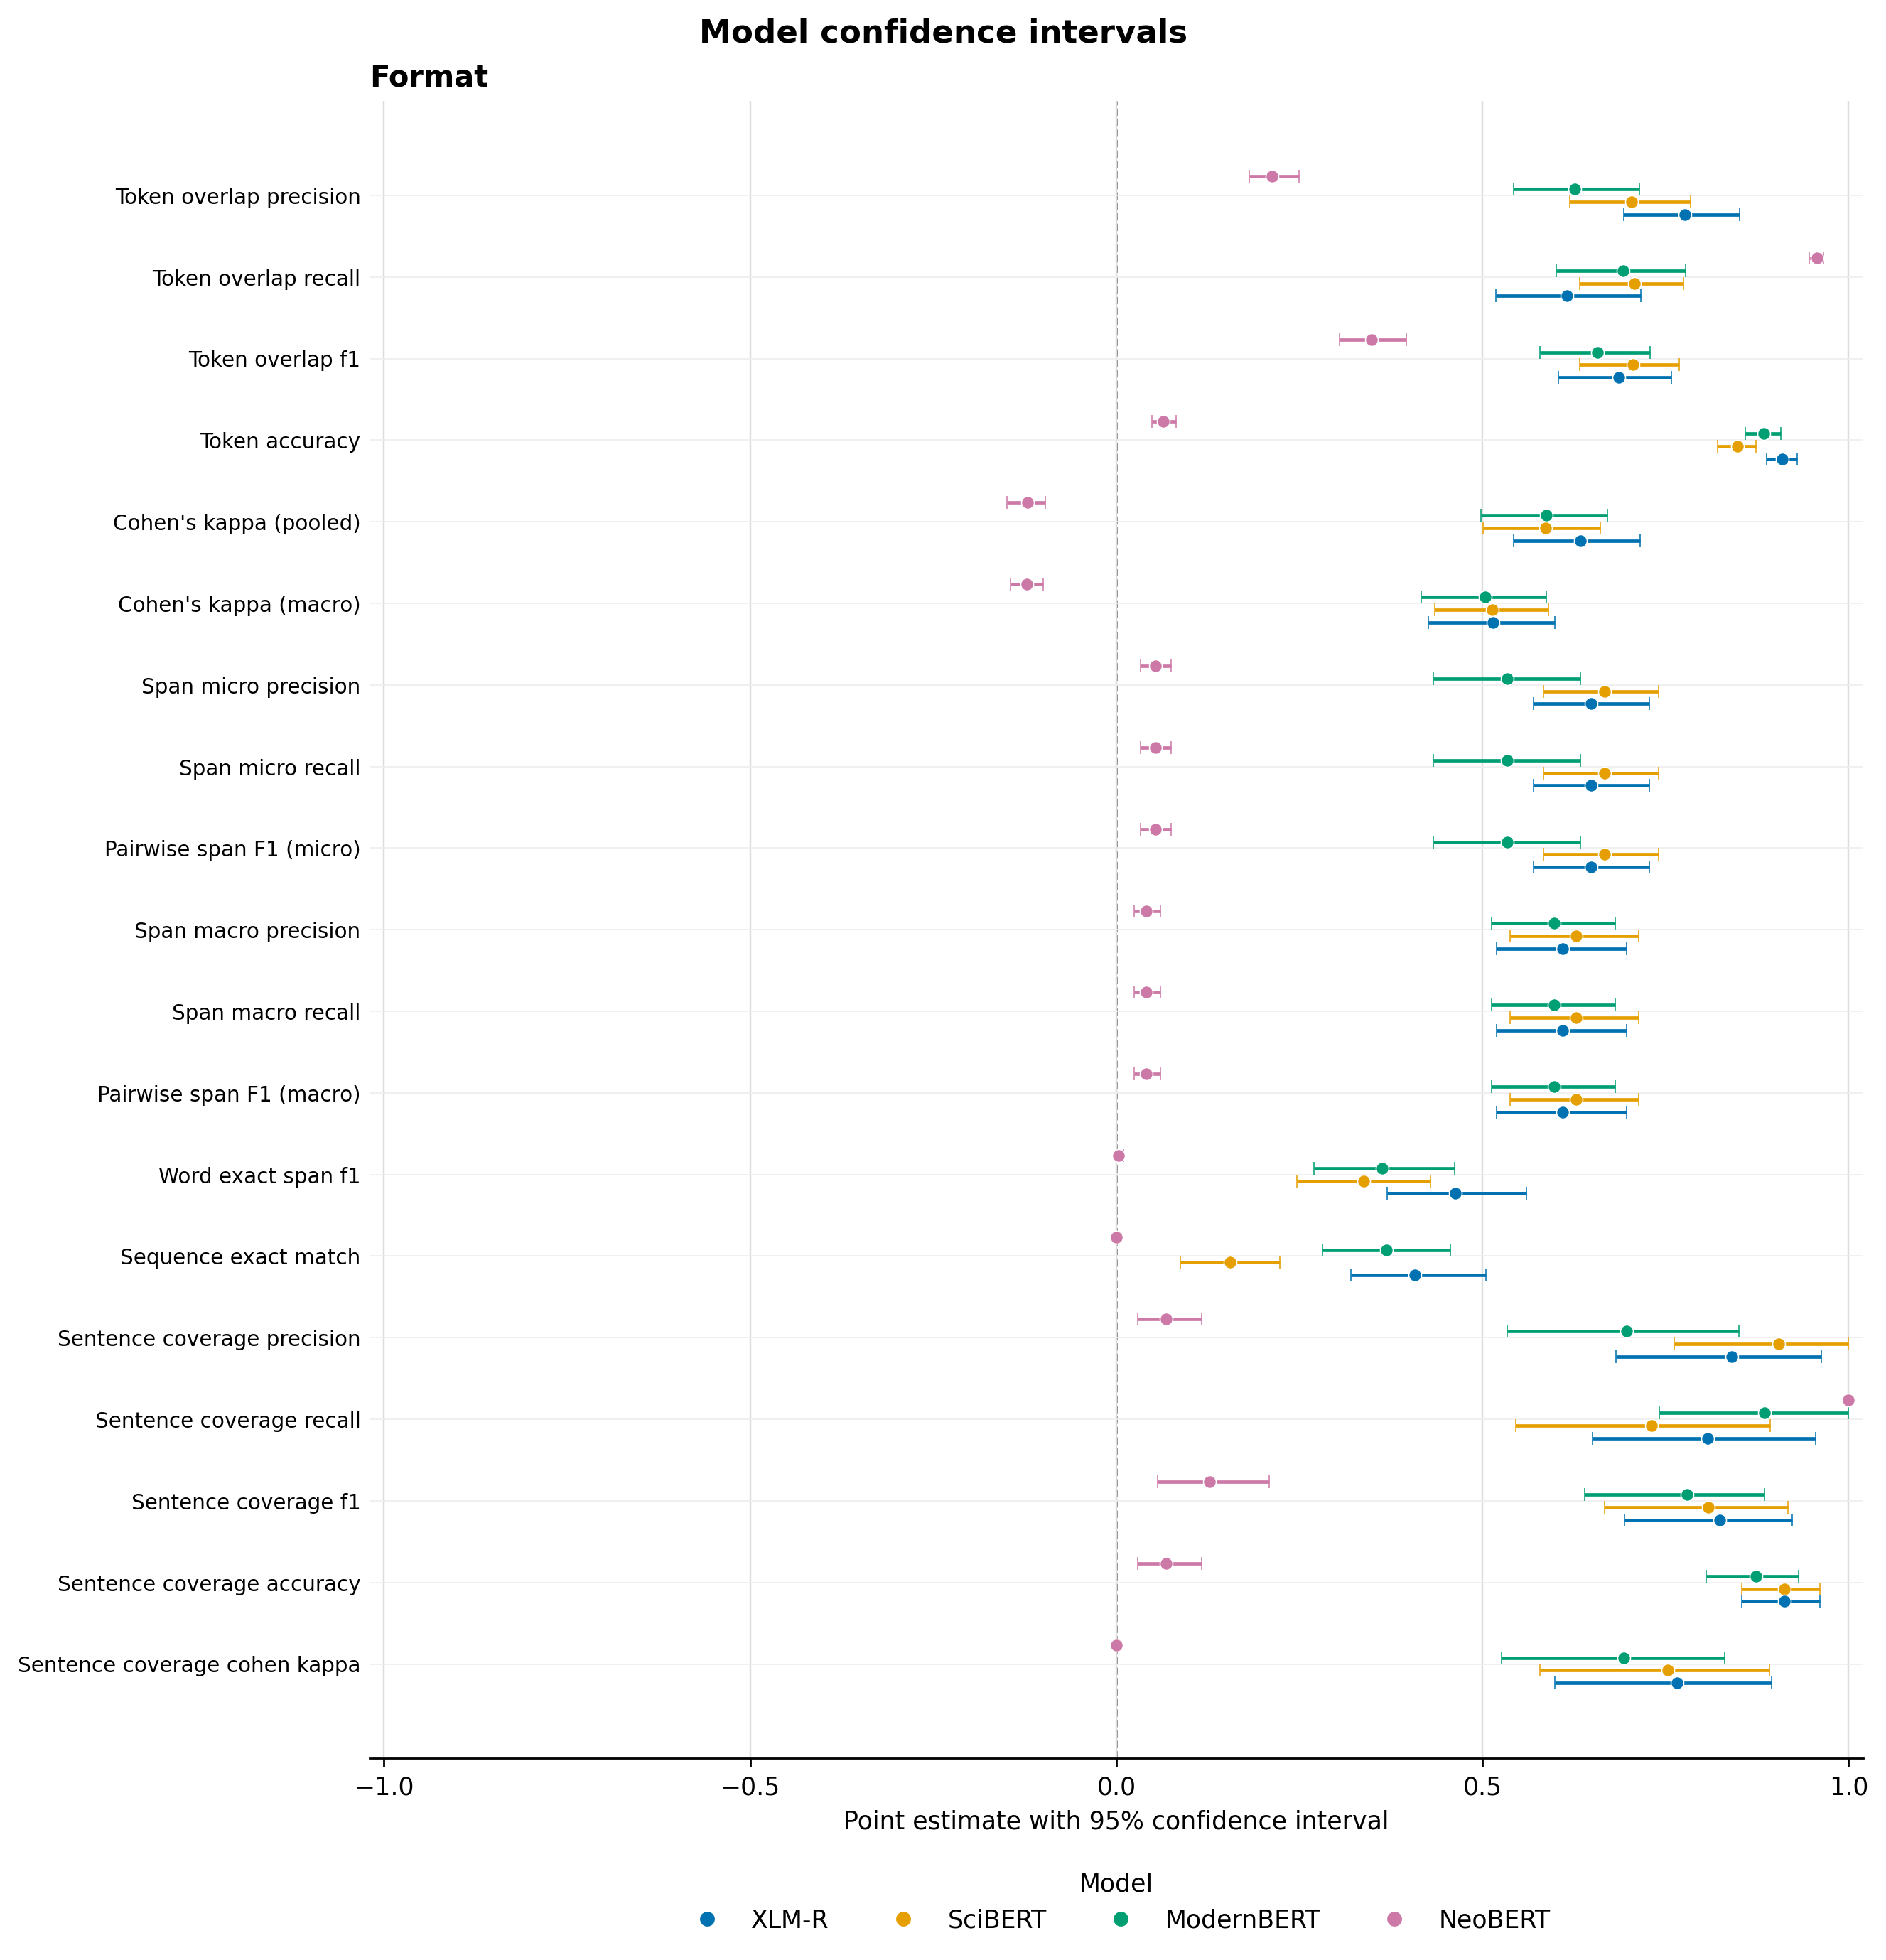 Model confidence intervals
Format
Token overlap precision
Token overlap recall
Token overlap f1
Token accuracy
Cohen's kappa (pooled)
Cohen's kappa (macro)
Span micro precision
Span micro recall
Pairwise span F1 (micro)
Span macro precision
Span macro recall
Pairwise span F1 (macro)
Word exact span f1
Sequence exact match
Sentence coverage precision
Sentence coverage recall
Sentence coverage f1
Sentence coverage accuracy
Sentence coverage cohen kappa
−1.0 −0.5 0.0 0.5 1.0
Point estimate with 95% confidence interval
Model
XLM-R SciBERT ModernBERT NeoBERT